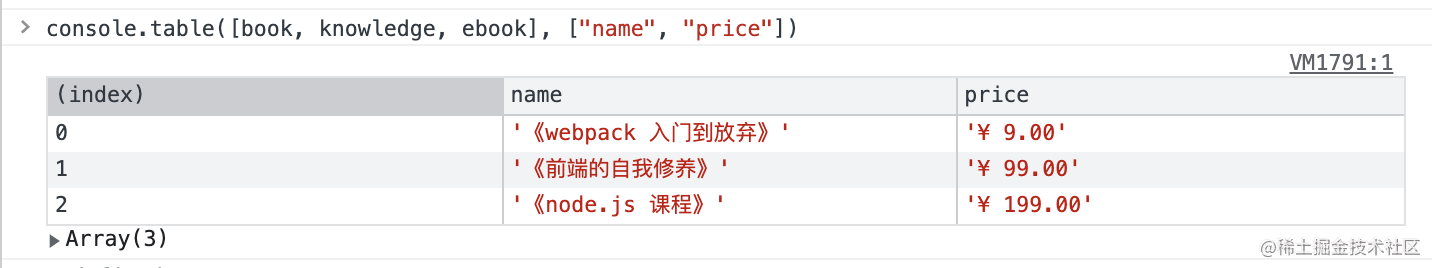 > console.table([book, knowledge, ebook], ["name", "price"])
VM1791:1
(index) name price
0 '《webpack 入门到放弃》' '¥ 9.00'
1 '《前端的自我修养》' '¥ 99.00'
2 '《node.js 课程》' '¥ 199.00'
▶Array(3)
@稀土掘金技术社区